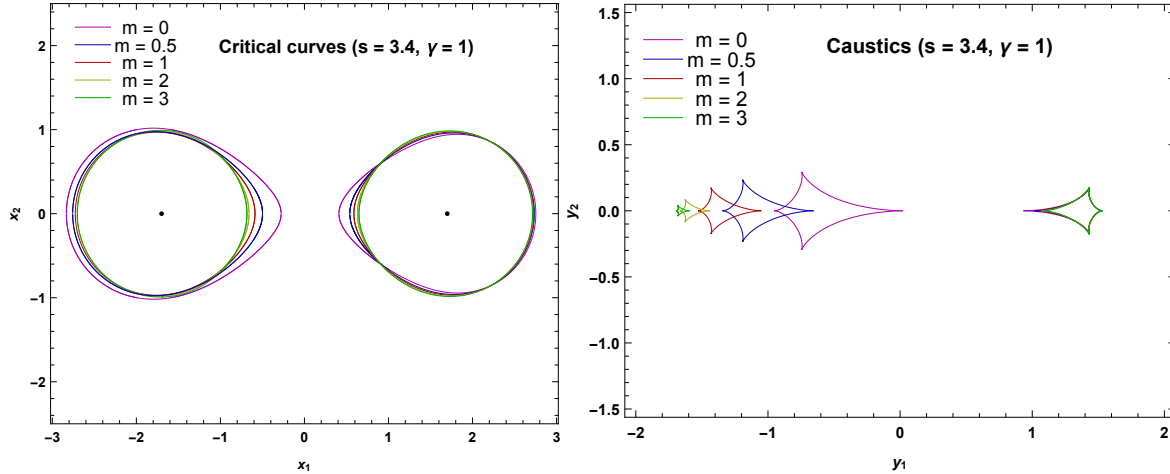 m = 0
m = 0.5
m = 1
m = 2
m = 3
Critical curves (s = 3.4, γ = 1)
2
1
0
−1
−2
x₂
−3
−2
−1
0
1
2
3
x₁
m = 0
m = 0.5
m = 1
m = 2
m = 3
Caustics (s = 3.4, γ = 1)
1.5
1.0
0.5
0.0
−0.5
−1.0
−1.5
y₂
−2
−1
0
1
2
y₁